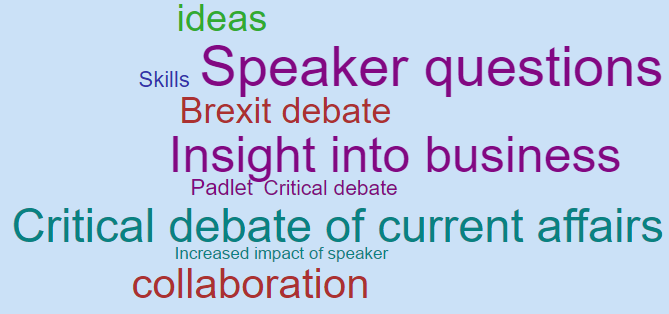 ideas
Skills Speaker questions
Brexit debate
Insight into business
Padlet Critical debate
Critical debate of current affairs
Increased impact of speaker
collaboration